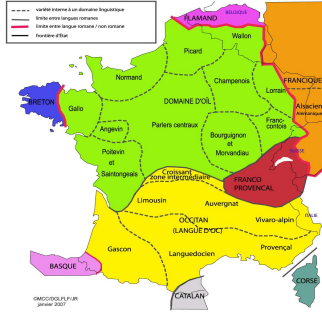 variété interne à un domaine linguistique
limite entre langues romanes
limite entre langue romane / non romane
frontière d'État
BELGIQUE
FLAMAND
Wallon
Picard
Normand
Champenois
Lorrain
FRANCIQUE
Alsacien
BRETON
Gallo
DOMAINE D'OÏL
Franc-
comtois
Angevin
Parlers centraux
Bourguignon
et
Morvandiau
SUISSE
Poitevin
et
Saintongeais
Croissant
zone intermédiaire
FRANCO
PROVENCAL
Limousin
Auvergnat
OCCITAN
(LANGUE D'OC)
Vivaro-alpin
ITALIE
Gascon
Languedocien
Provençal
BASQUE
CATALAN
CORSE
©MCC/DGLFLF/JR
janvier 2007